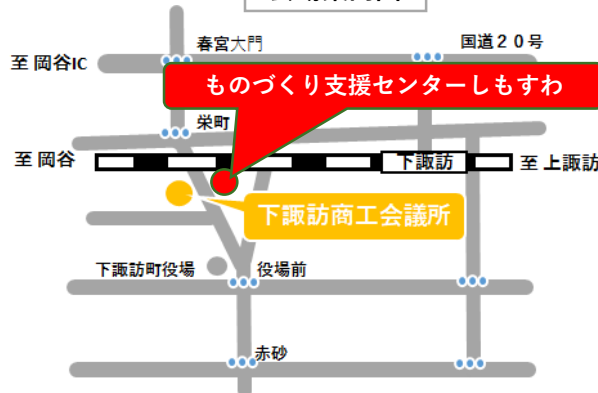 春宮大門
国道20号
至 岡谷IC
ものづくり支援センターしもすわ
栄町
至 岡谷
下諏訪
至 上諏訪
下諏訪商工会議所
下諏訪町役場
役場前
赤砂